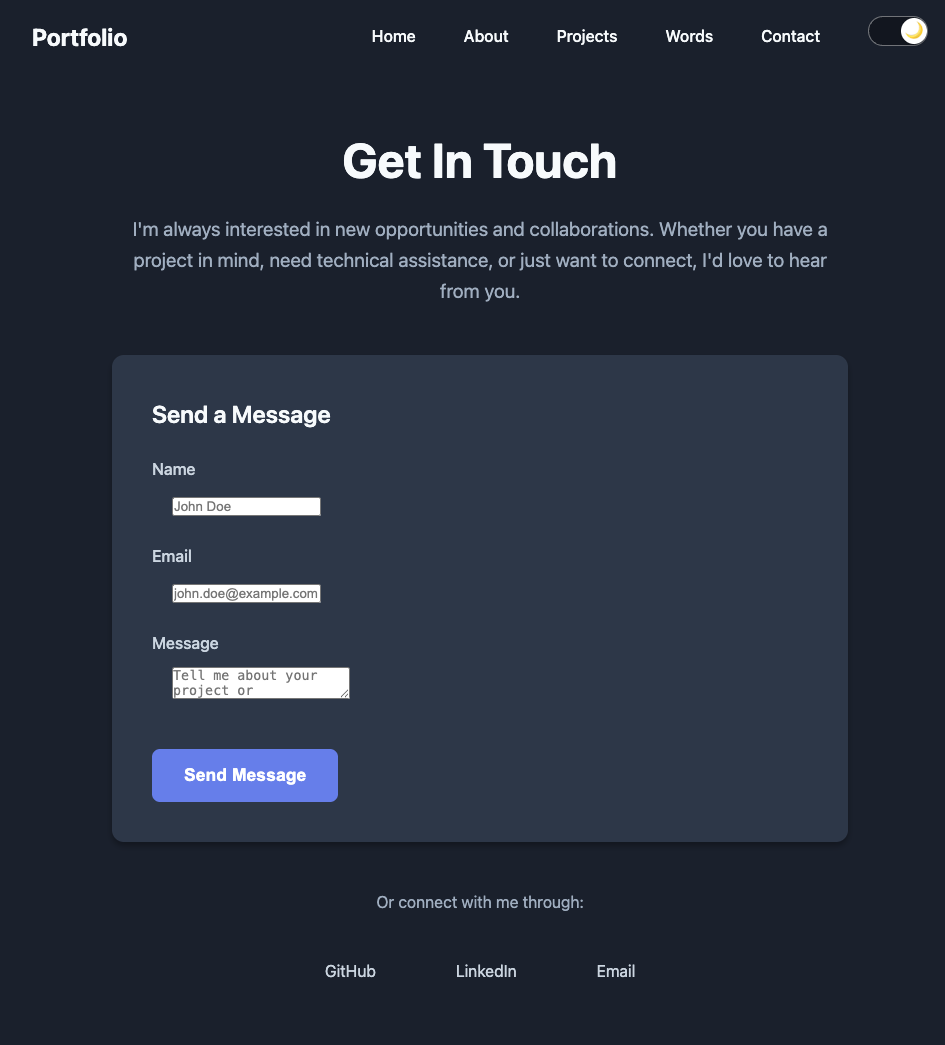 Portfolio
Home About Projects Words Contact
Get In Touch
I'm always interested in new opportunities and collaborations. Whether you have a
project in mind, need technical assistance, or just want to connect, I'd love to hear
from you.
Send a Message
Name
John Doe
Email
john.doe@example.com
Message
Tell me about your
project or
Send Message
Or connect with me through:
GitHub LinkedIn Email